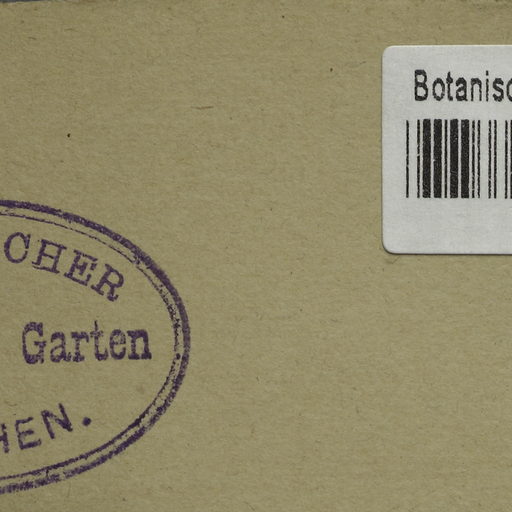 Botanisc
CHER
Garten
HEN.